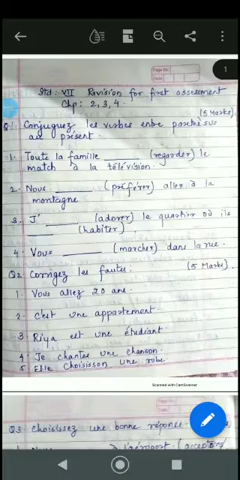 1
Std: VII Revision for first assessment
Chp: 2, 3, 4.
(5 Marks)
Q1 Conjuguez les verbes entre parenthèses
au présent
1. Toute la famille ______ (regarder) le
match à la télévision
2. Nous ______ (préférer) aller à la
montagne
3. J' ______ (adorer) le quartier où ils
______ (habiter)
4. Vous ______ (marcher) dans la rue.
Q2 Corrigez les fautes. (5 Marks)
1. Vous allez 20 ans.
2. C'est une appartement.
3 Riya est une étudiant
4. Je chantes une chanson.
5 Elle choisisson une robe
Scanned with CamScanner
Q3 Choisissez une bonne réponse
1. Nous
l'aéroport